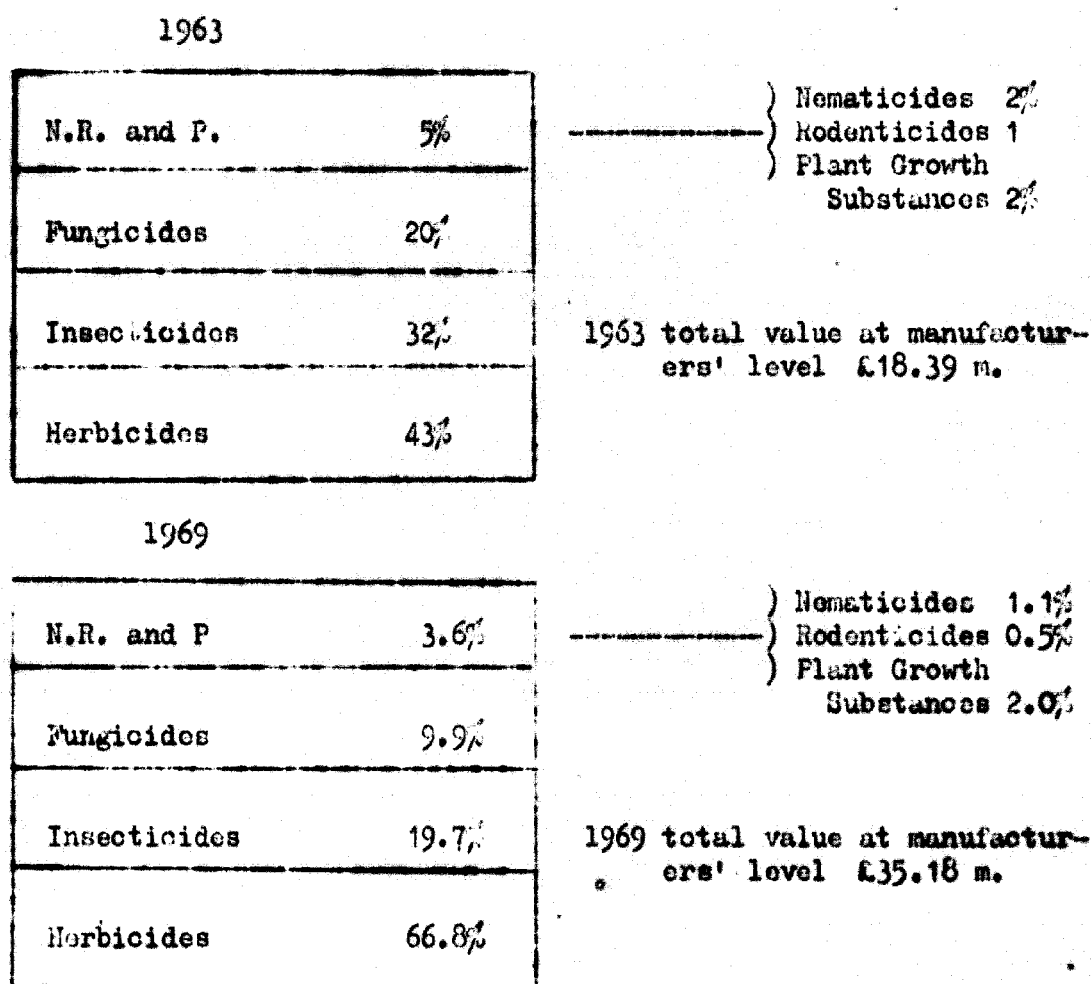 1963
N.R. and P. 5%
Fungicides 20%
Insecticides 32%
Herbicides 43%
) Nematicides 2%
) Rodenticides 1
) Plant Growth
Substances 2%
1963 total value at manufactur-
ers' level £18.39 m.
1969
N.R. and P 3.6%
Fungicides 9.9%
Insecticides 19.7%
Herbicides 66.8%
) Nematicides 1.1%
) Rodenticides 0.5%
) Plant Growth
Substances 2.0%
1969 total value at manufactur-
ers' level £35.18 m.